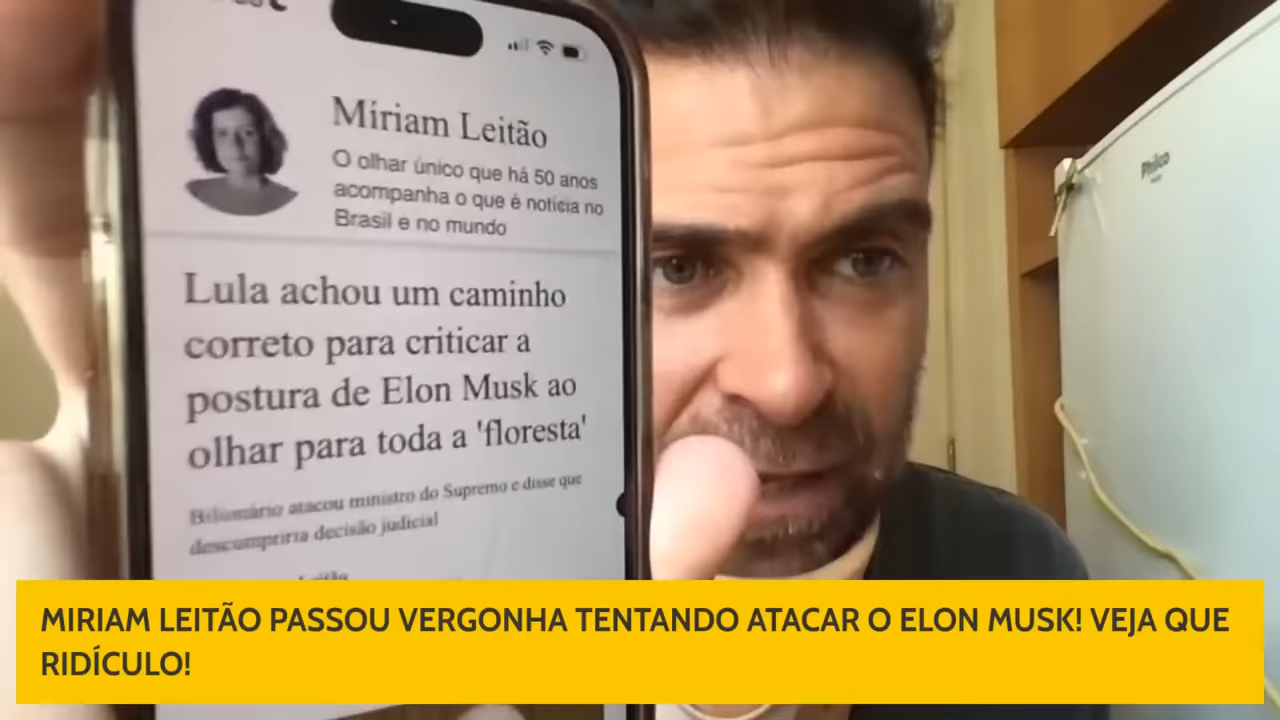 Míriam Leitão
O olhar único que há 50 anos
acompanha o que é notícia no
Brasil e no mundo
Lula achou um caminho
correto para criticar a
postura de Elon Musk ao
olhar para toda a 'floresta'
Bilionário atacou ministro do Supremo e disse que
descumpriria decisão judicial
Leitão
Philco
MIRIAM LEITÃO PASSOU VERGONHA TENTANDO ATACAR O ELON MUSK! VEJA QUE
RIDÍCULO!